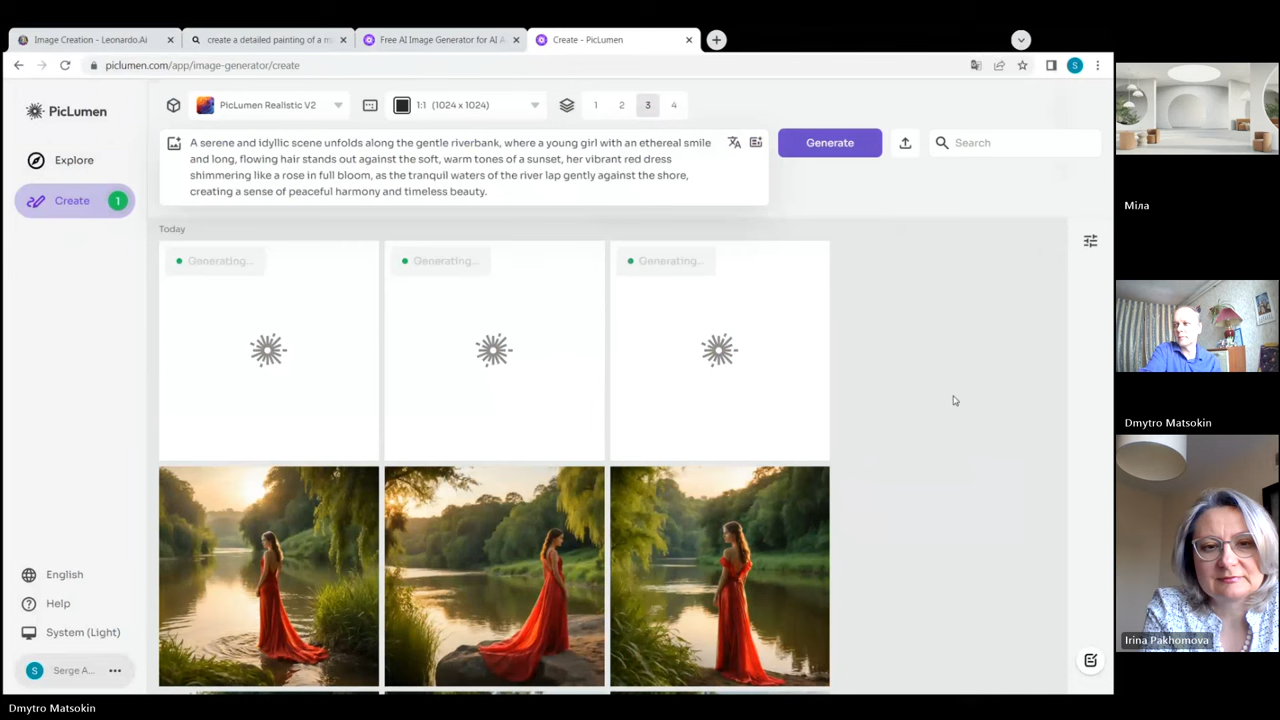 Image Creation - Leonardo.Ai
create a detailed painting of a m
Free AI Image Generator for AI A
Create - PicLumen
piclumen.com/app/image-generator/create
S
PicLumen
PicLumen Realistic V2
1:1 (1024 x 1024)
1 2 3 4
A serene and idyllic scene unfolds along the gentle riverbank, where a young girl with an ethereal smile
and long, flowing hair stands out against the soft, warm tones of a sunset, her vibrant red dress
shimmering like a rose in full bloom, as the tranquil waters of the river lap gently against the shore,
creating a sense of peaceful harmony and timeless beauty.
Generate
Search
Explore
Create 1
Today
Generating...
Generating...
Generating...
English
Help
System (Light)
S Serge A...
Міла
Dmytro Matsokin
Irina Pakhomova
Dmytro Matsokin